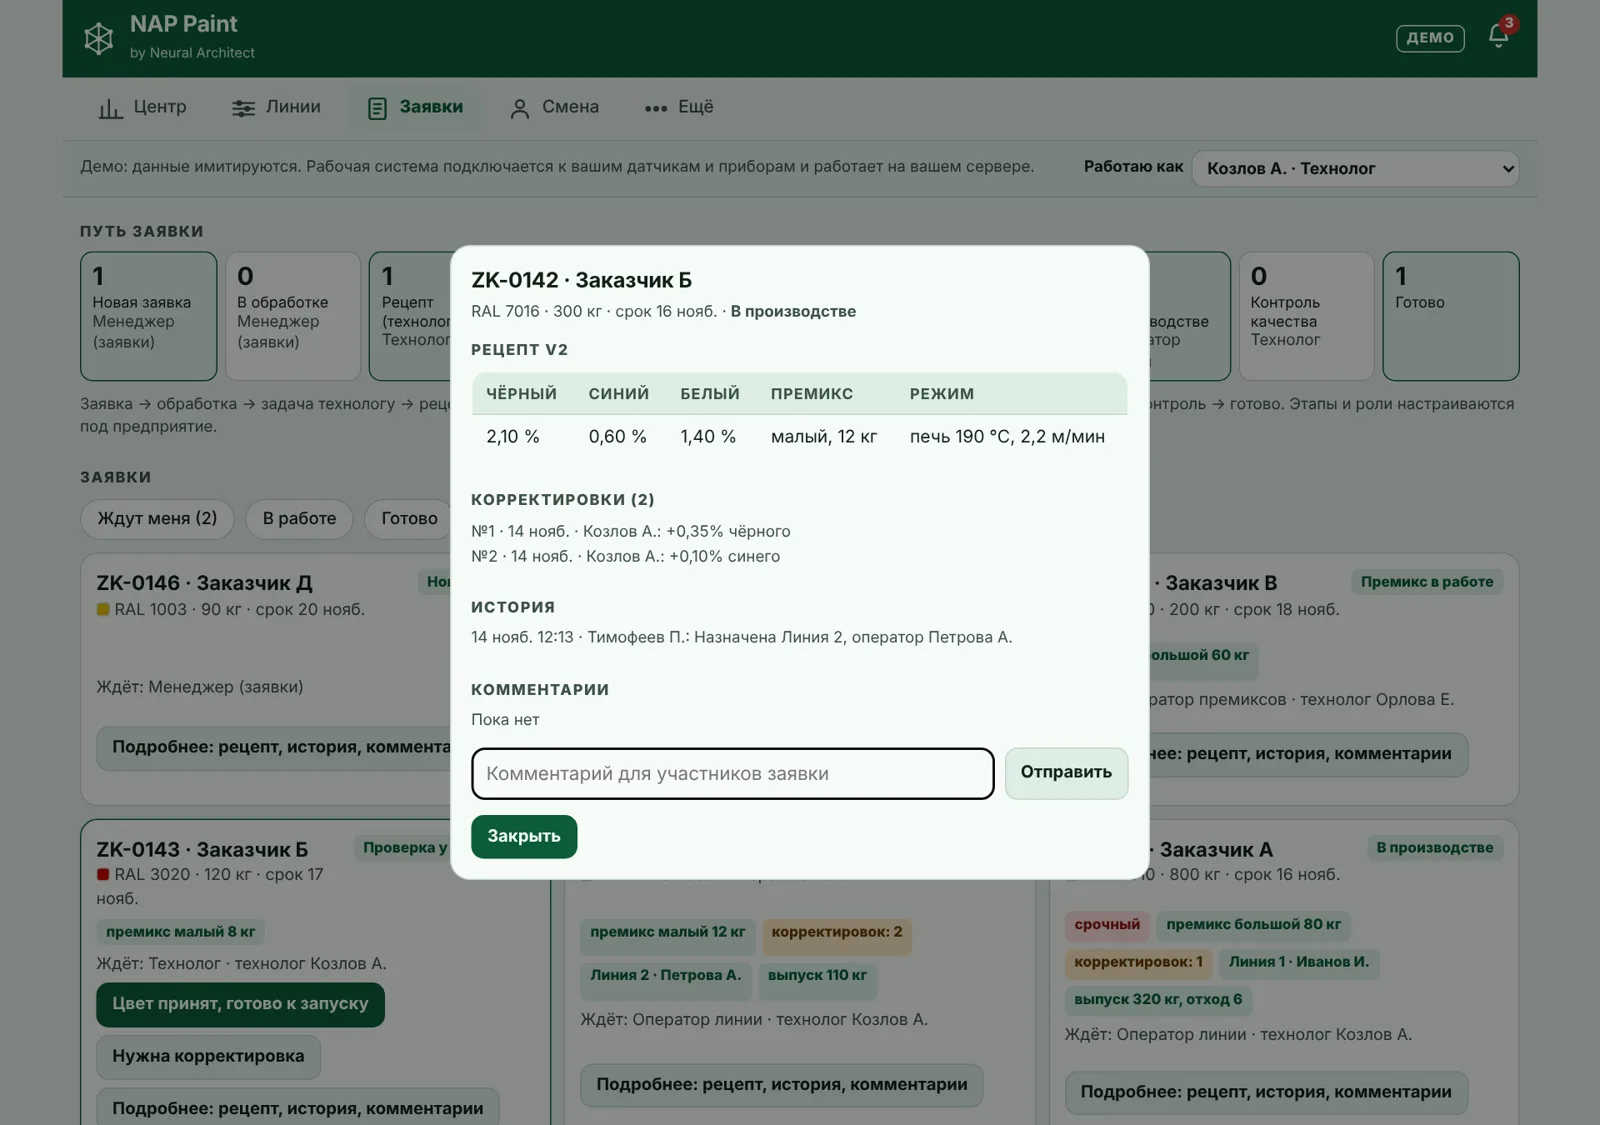 NAP Paint
by Neural Architect
ДЕМО
3
Центр
Линии
Заявки
Смена
Ещё
Демо: данные имитируются. Рабочая система подключается к вашим датчикам и приборам и работает на вашем сервере.
Работаю как
Козлов А. · Технолог
ПУТЬ ЗАЯВКИ
1
Новая заявка
Менеджер
(заявки)
0
В обработке
Менеджер
(заявки)
1
Рецепт
0
Контроль
качества
Технолог
1
Готово
Заявка → обработка → задача технологу →
→ готово. Этапы и роли настраиваются
под предприятие.
ЗАЯВКИ
Ждут меня (2)
В работе
Готово
ZK-0142 · Заказчик Б
RAL 7016 · 300 кг · срок 16 нояб. · В производстве
РЕЦЕПТ V2
ЧЁРНЫЙ СИНИЙ БЕЛЫЙ ПРЕМИКС РЕЖИМ
2,10 % 0,60 % 1,40 % малый, 12 кг печь 190 °C, 2,2 м/мин
КОРРЕКТИРОВКИ (2)
№1 · 14 нояб. · Козлов А.: +0,35% чёрного
№2 · 14 нояб. · Козлов А.: +0,10% синего
ИСТОРИЯ
14 нояб. 12:13 · Тимофеев П.: Назначена Линия 2, оператор Петрова А.
КОММЕНТАРИИ
Пока нет
Комментарий для участников заявки
Отправить
Закрыть
ZK-0146 · Заказчик Д
RAL 1003 · 90 кг · срок 20 нояб.
Ждёт: Менеджер (заявки)
Подробнее: рецепт, история,
· Заказчик В
Премикс в работе
· 200 кг · срок 18 нояб.
60 кг
премиксов · технолог Орлова Е.
рецепт, история, комментарии
ZK-0143 · Заказчик Б
Проверка
RAL 3020 · 120 кг · срок 17
нояб.
премикс малый 8 кг
Ждёт: Технолог · технолог Козлов А.
Цвет принят, готово к запуску
Нужна корректировка
Подробнее: рецепт, история, комментарии
премикс малый 12 кг
корректировок: 2
Линия 2 · Петрова А.
выпуск 110 кг
Ждёт: Оператор линии · технолог Козлов А.
Подробнее: рецепт, история, комментарии
· Заказчик А
В производстве
· 800 кг · срок 16 нояб.
срочный
премикс большой 80 кг
корректировок: 1
Линия 1 · Иванов И.
выпуск 320 кг, отход 6
Ждёт: Оператор линии · технолог Козлов А.
Подробнее: рецепт, история, комментарии